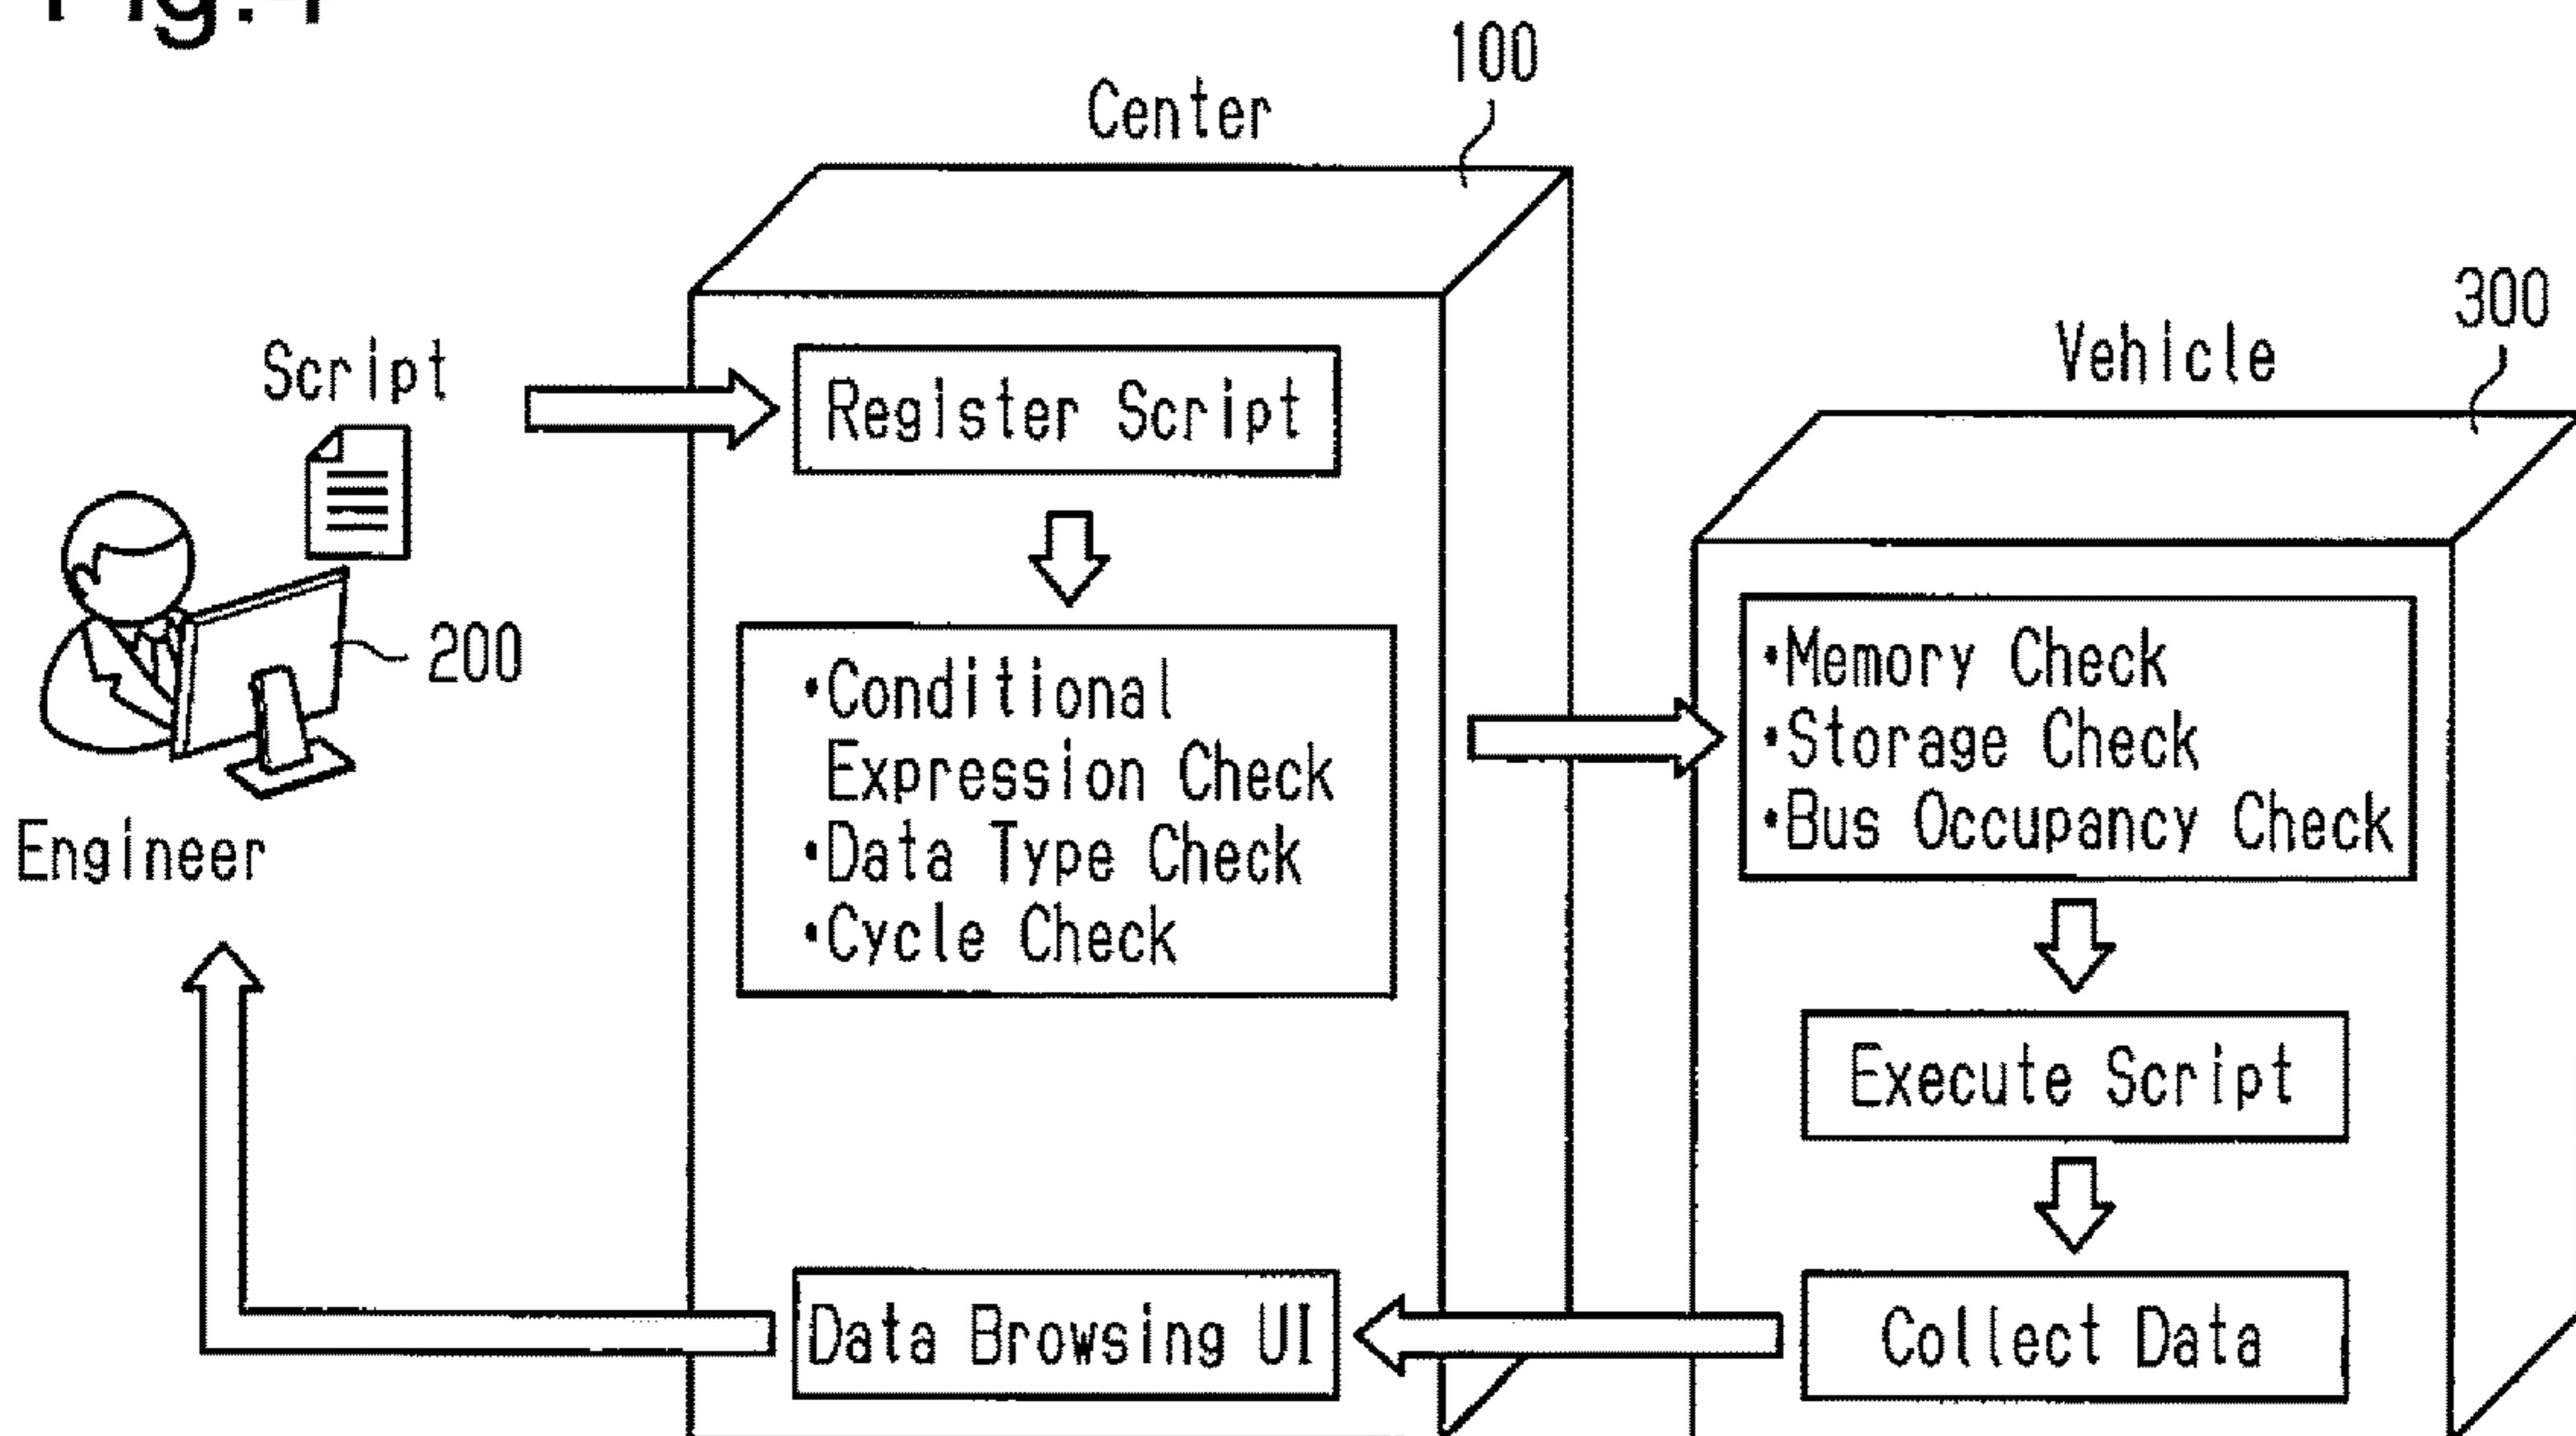 Center
100
Script
Register Script
Vehicle
300
200
Engineer
•Conditional
Expression Check
•Data Type Check
•Cycle Check
•Memory Check
•Storage Check
•Bus Occupancy Check
Execute Script
Collect Data
Data Browsing UI